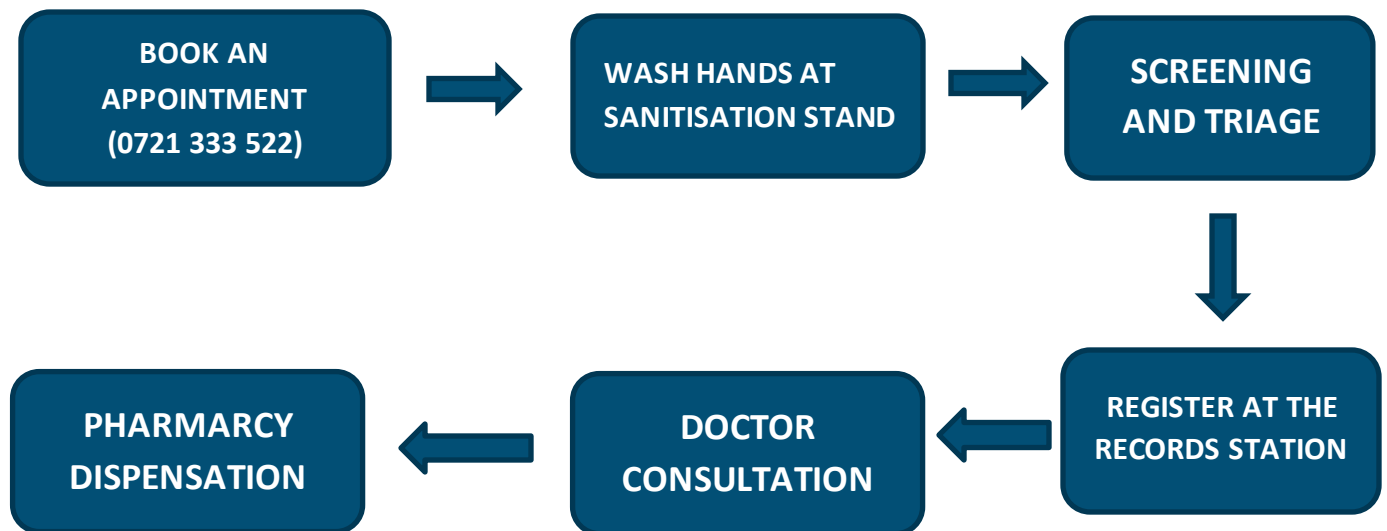 BOOK AN
APPOINTMENT
(0721 333 522)
WASH HANDS AT
SANITISATION STAND
SCREENING
AND TRIAGE
REGISTER AT THE
RECORDS STATION
DOCTOR
CONSULTATION
PHARMARCY
DISPENSATION